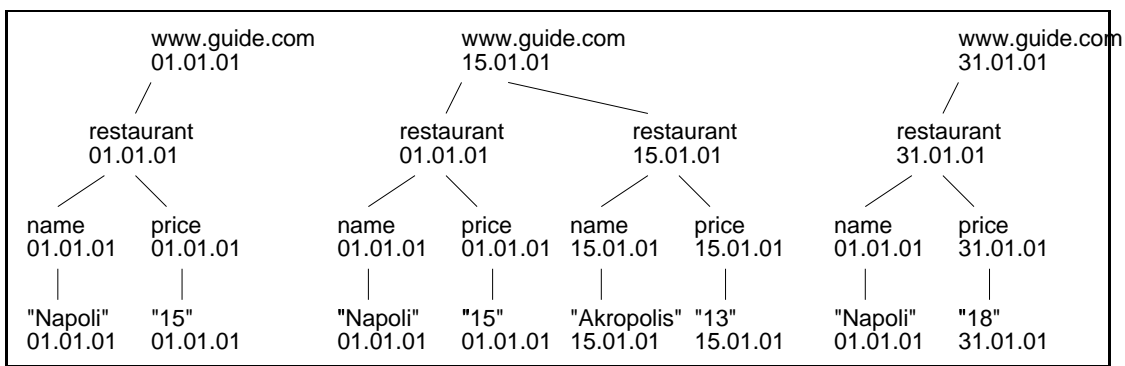 www.guide.com www.guide.com www.guide.com
01.01.01 15.01.01 31.01.01
restaurant restaurant restaurant restaurant
01.01.01 01.01.01 15.01.01 31.01.01
name price name price name price name price
01.01.01 01.01.01 01.01.01 01.01.01 15.01.01 15.01.01 01.01.01 31.01.01
"Napoli" "15" "Napoli" "15" "Akropolis" "13" "Napoli" "18"
01.01.01 01.01.01 01.01.01 01.01.01 15.01.01 15.01.01 01.01.01 31.01.01